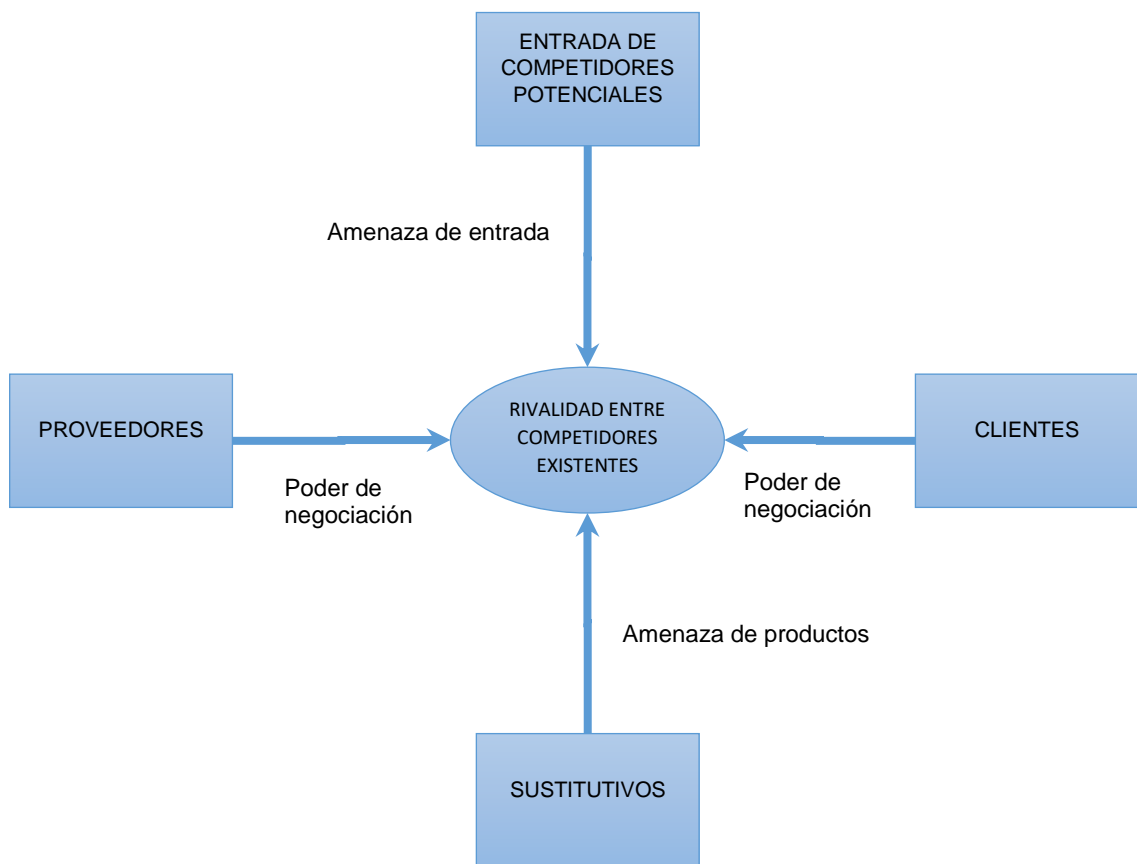 ENTRADA DE
COMPETIDORES
POTENCIALES
Amenaza de entrada
PROVEEDORES
RIVALIDAD ENTRE
COMPETIDORES
EXISTENTES
CLIENTES
Poder de
negociación
Poder de
negociación
Amenaza de productos
SUSTITUTIVOS